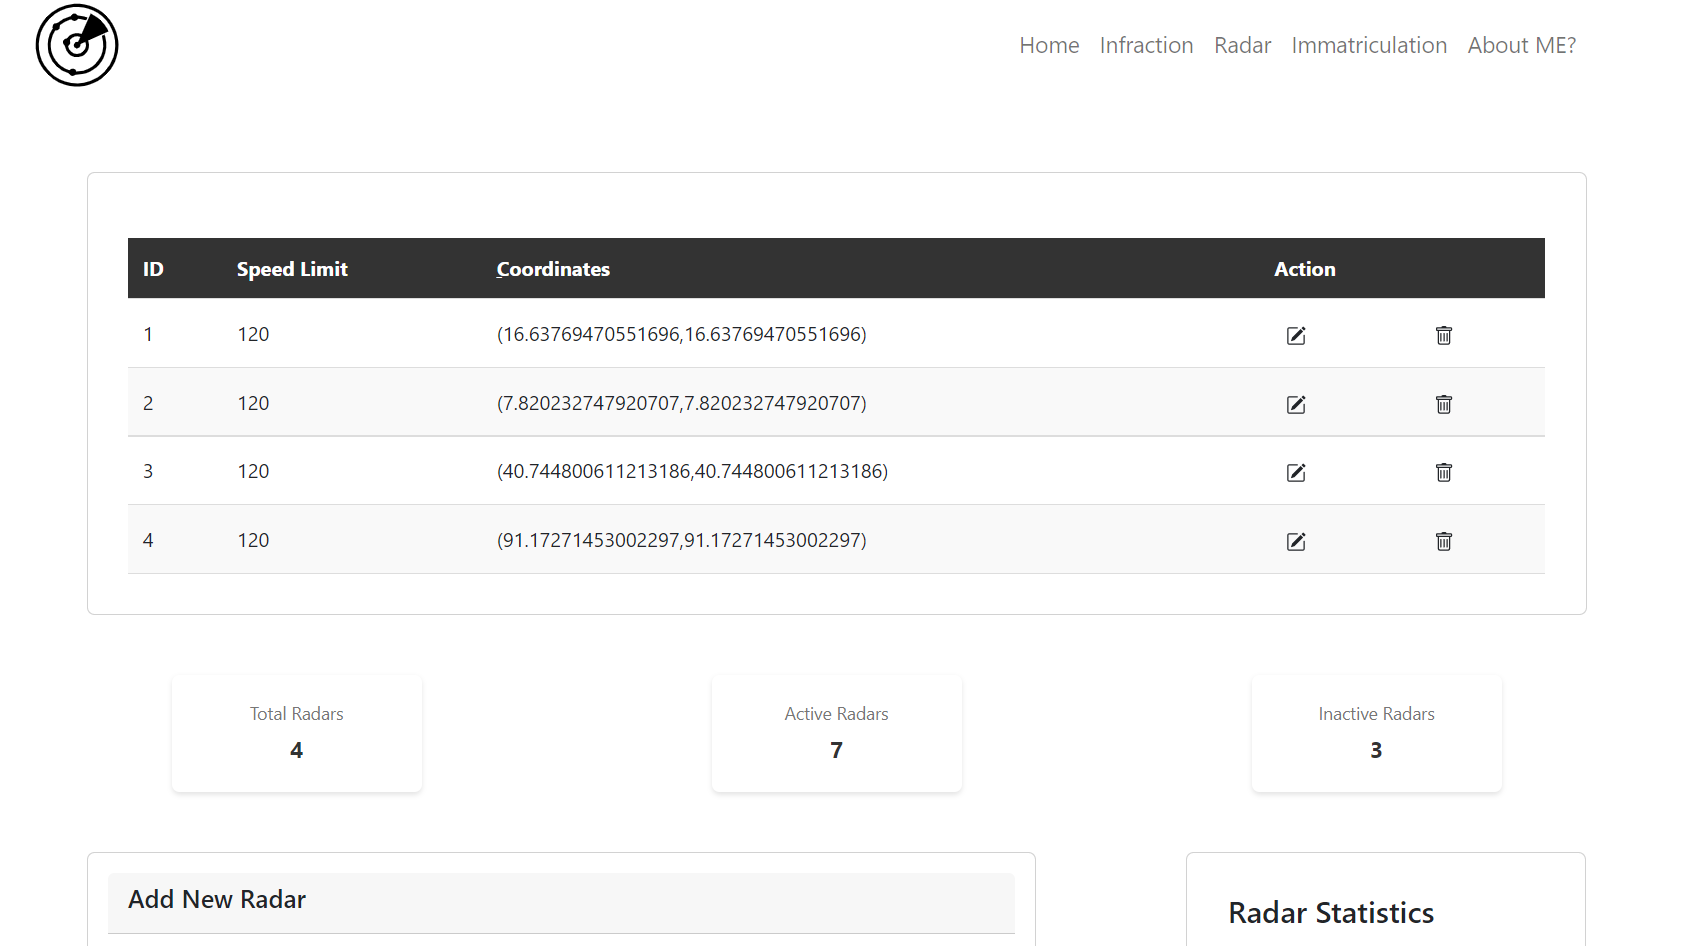 Home Infraction Radar Immatriculation About ME?
ID Speed Limit Coordinates Action
1 120 (16.63769470551696,16.63769470551696)
2 120 (7.820232747920707,7.820232747920707)
3 120 (40.744800611213186,40.744800611213186)
4 120 (91.17271453002297,91.17271453002297)
Total Radars Active Radars Inactive Radars
4 7 3
Add New Radar
Radar Statistics